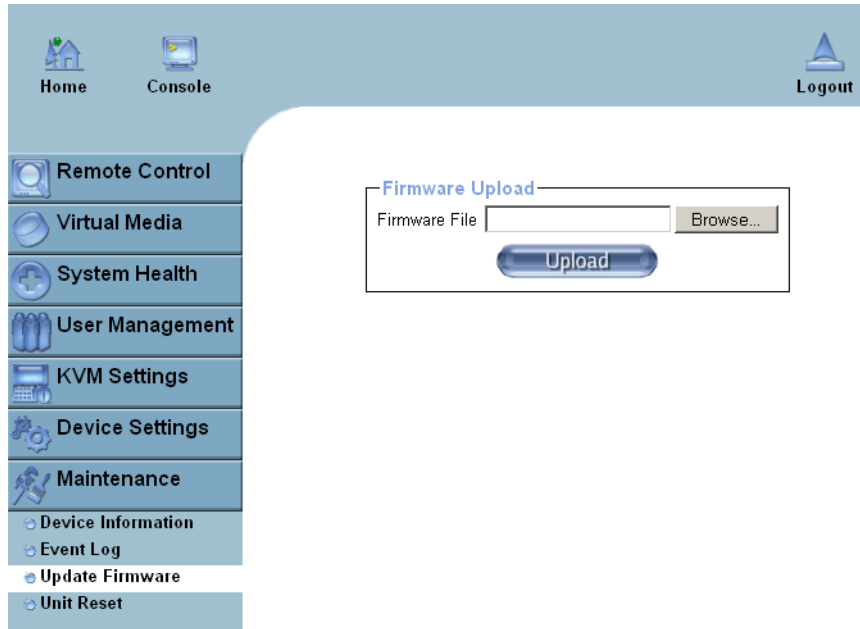 Home
Console
Logout
Remote Control
Virtual Media
System Health
User Management
KVM Settings
Device Settings
Maintenance
Device Information
Event Log
Update Firmware
Unit Reset
Firmware Upload
Firmware File
Browse...
Upload